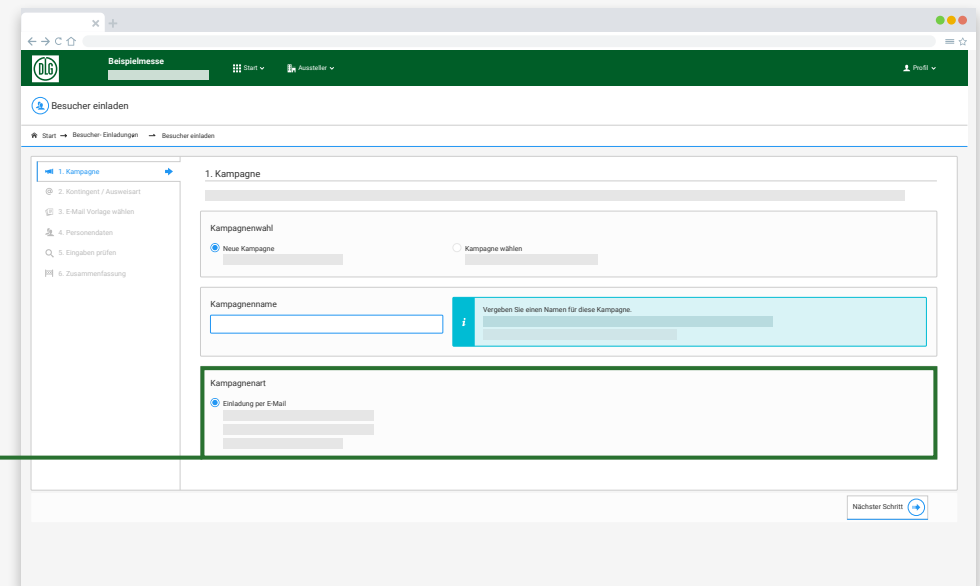 DLG
Beispielmesse
Start
Aussteller
Profil
Besucher einladen
Start → Besucher- Einladungen → Besucher einladen
1. Kampagne
2. Kontingent / Ausweisart
3. E-Mail Vorlage wählen
4. Personendaten
5. Eingaben prüfen
6. Zusammenfassung
1. Kampagne
Kampagnenwahl
Neue Kampagne
Kampagne wählen
Kampagnenname
Vergeben Sie einen Namen für diese Kampagne.
i
Kampagnenart
Einladung per E-Mail
Nächster Schritt